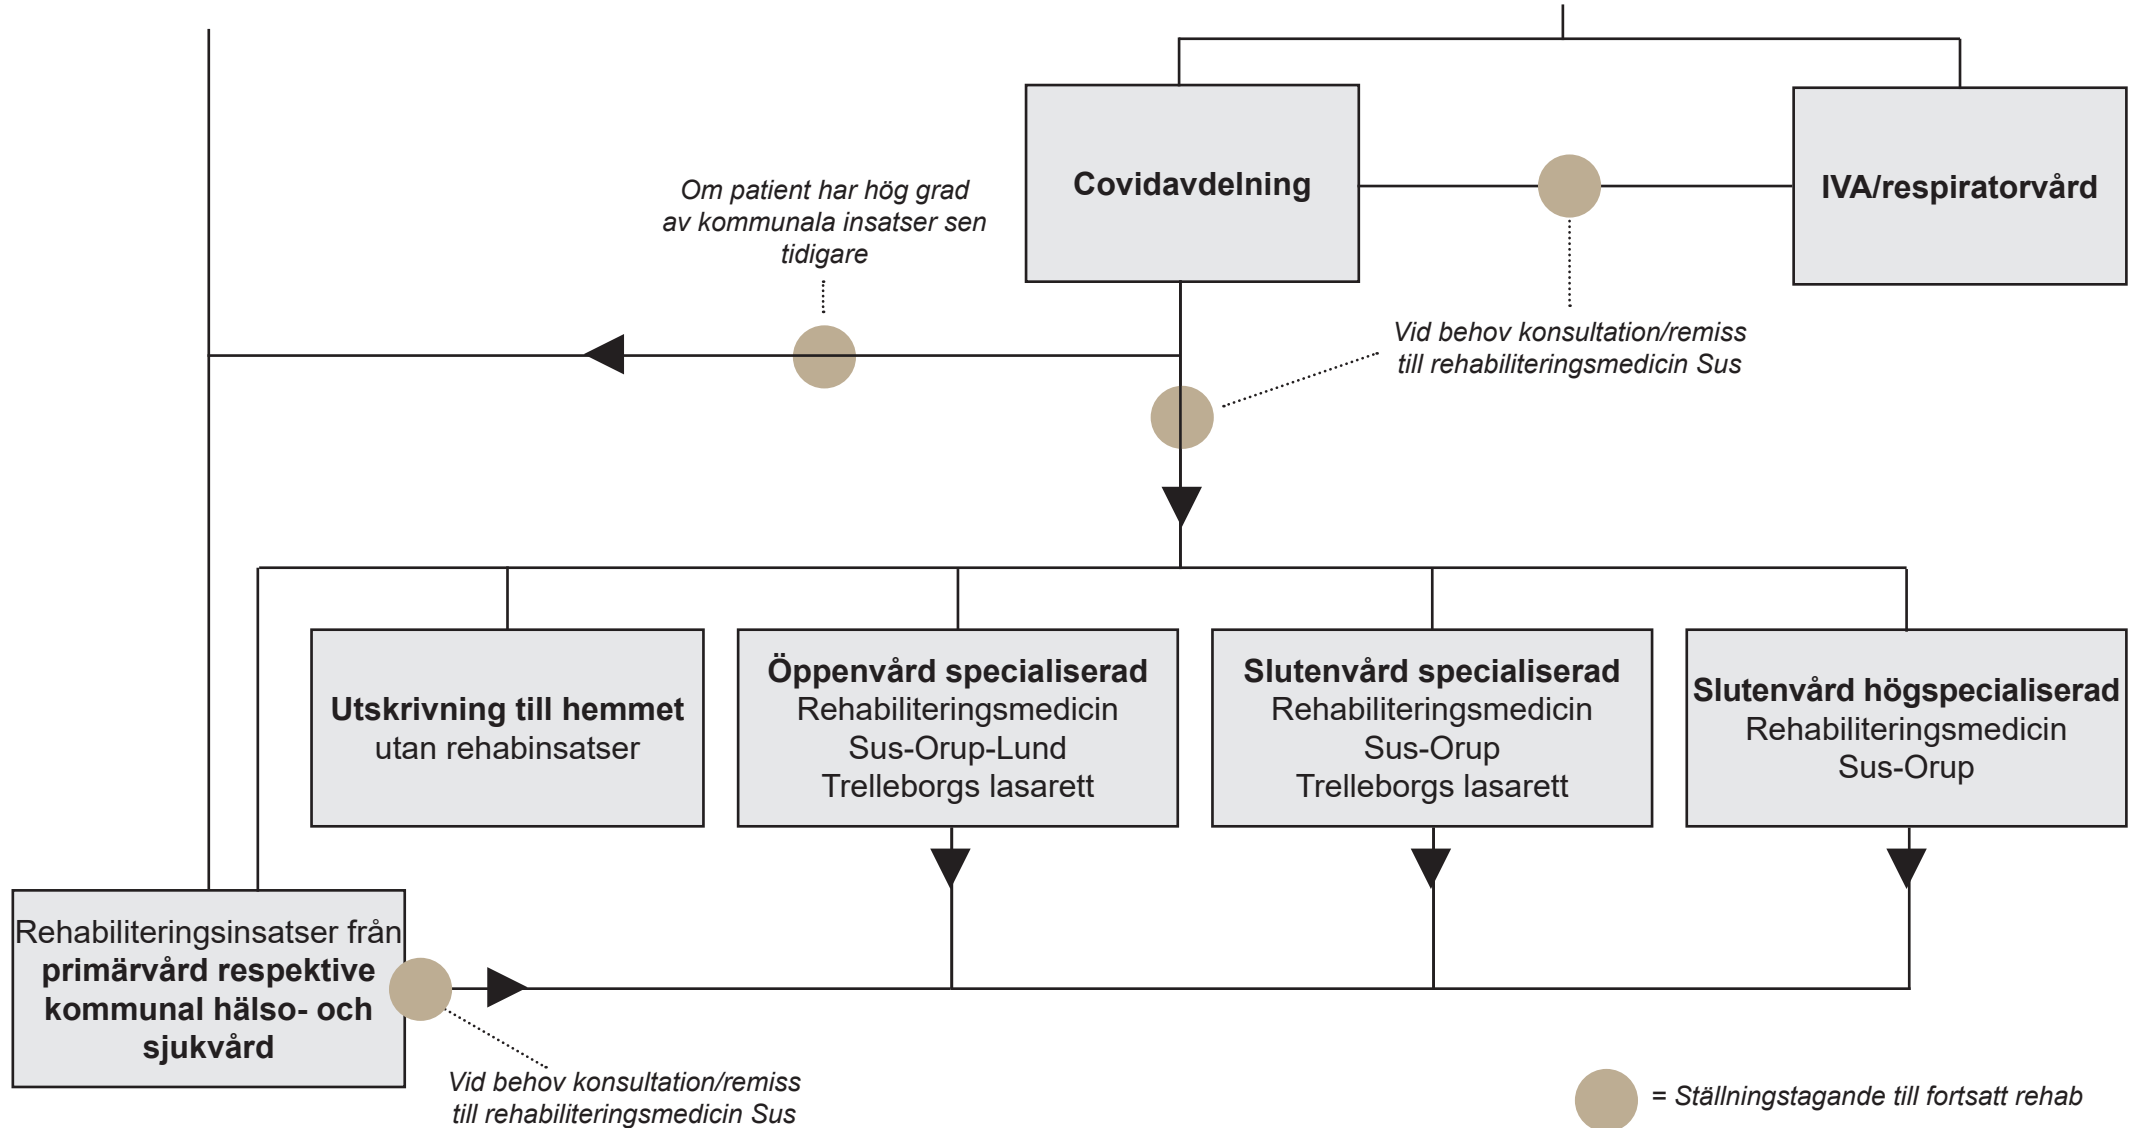 Covidavdelning
IVA/respiratorvård
Om patient har hög grad
av kommunala insatser sen
tidigare
Vid behov konsultation/remiss
till rehabiliteringsmedicin Sus
Utskrivning till hemmet
utan rehabinsatser
Öppenvård specialiserad
Rehabiliteringsmedicin
Sus-Orup-Lund
Trelleborgs lasarett
Slutenvård specialiserad
Rehabiliteringsmedicin
Sus-Orup
Trelleborgs lasarett
Slutenvård högspecialiserad
Rehabiliteringsmedicin
Sus-Orup
Rehabiliteringsinsatser från
primärvård respektive
kommunal hälso- och
sjukvård
Vid behov konsultation/remiss
till rehabiliteringsmedicin Sus
= Ställningstagande till fortsatt rehab